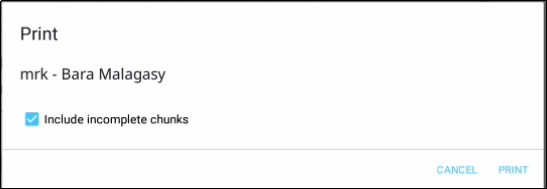 Print
mrk - Bara Malagasy
Include incomplete chunks
CANCEL PRINT